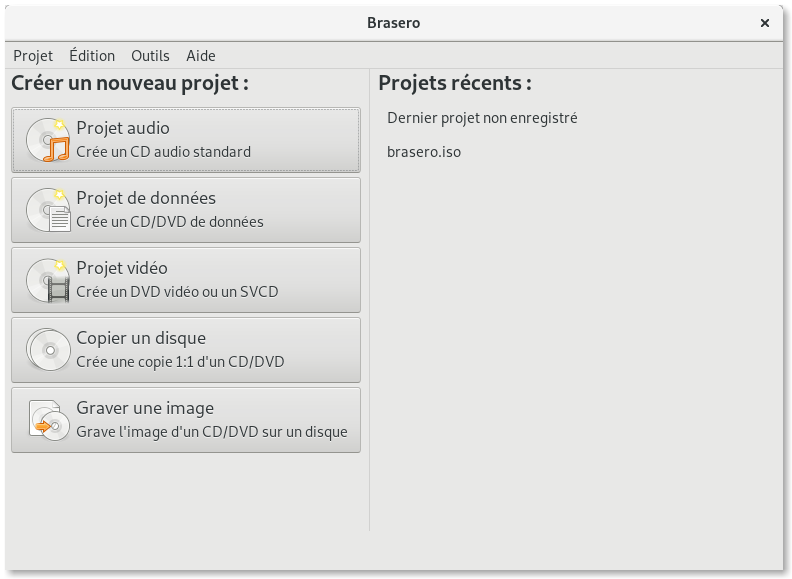 Brasero
Projet Édition Outils Aide
Créer un nouveau projet :
Projet audio
Crée un CD audio standard
Projet de données
Crée un CD/DVD de données
Projet vidéo
Crée un DVD vidéo ou un SVCD
Copier un disque
Crée une copie 1:1 d'un CD/DVD
Graver une image
Grave l'image d'un CD/DVD sur un disque
Projets récents :
Dernier projet non enregistré
brasero.iso